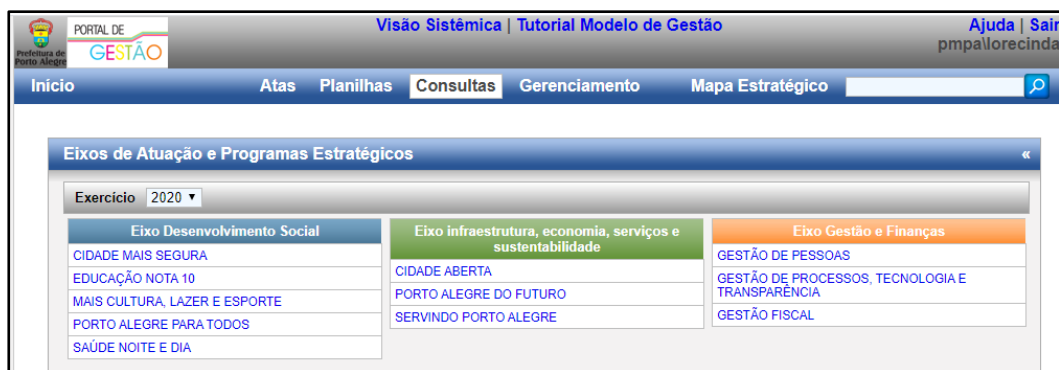 Prefeitura de
Porto Alegre
PORTAL DE
GESTÃO
Visão Sistêmica | Tutorial Modelo de Gestão
Ajuda | Sair
pmpa\lorecinda
Início Atas Planilhas Consultas Gerenciamento Mapa Estratégico
Eixos de Atuação e Programas Estratégicos «
Exercício 2020
Eixo Desenvolvimento Social
CIDADE MAIS SEGURA
EDUCAÇÃO NOTA 10
MAIS CULTURA, LAZER E ESPORTE
PORTO ALEGRE PARA TODOS
SAÚDE NOITE E DIA
Eixo infraestrutura, economia, serviços e
sustentabilidade
CIDADE ABERTA
PORTO ALEGRE DO FUTURO
SERVINDO PORTO ALEGRE
Eixo Gestão e Finanças
GESTÃO DE PESSOAS
GESTÃO DE PROCESSOS, TECNOLOGIA E
TRANSPARÊNCIA
GESTÃO FISCAL